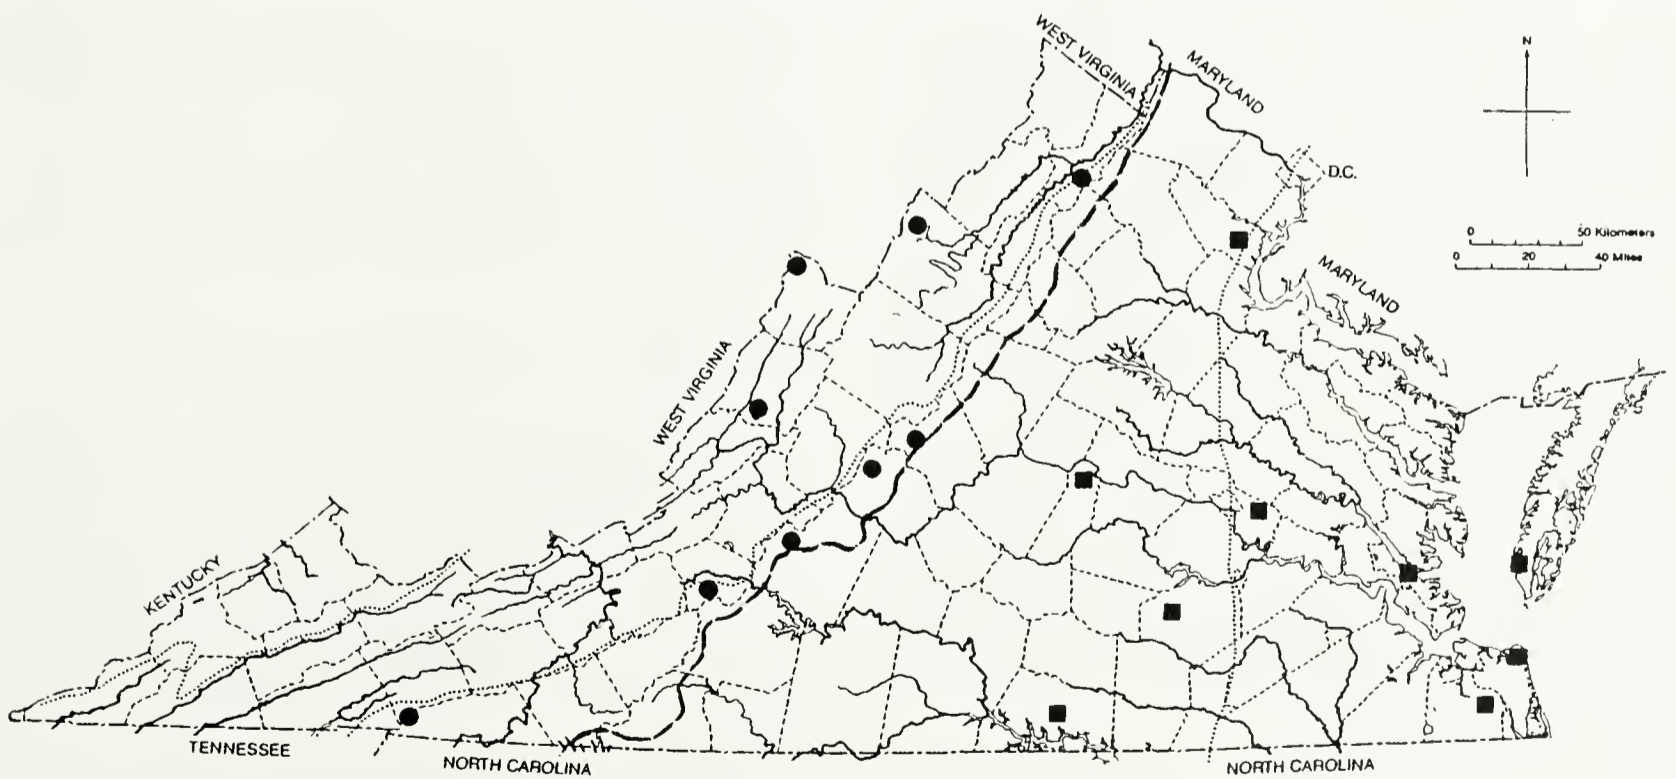 WEST VIRGINIA
MARYLAND
N
D.C.
0 50 Kilometers
0 20 40 Miles
MARYLAND
WEST VIRGINIA
KENTUCKY
TENNESSEE
NORTH CAROLINA
NORTH CAROLINA